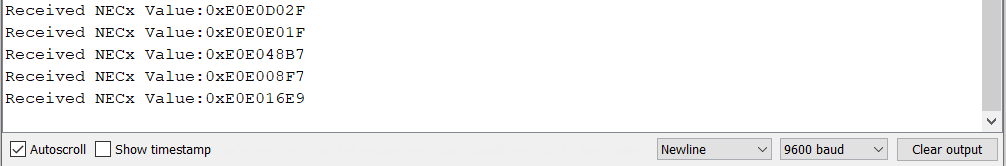 Received NECx Value:0xE0E0D02F
Received NECx Value:0xE0E0E01F
Received NECx Value:0xE0E048B7
Received NECx Value:0xE0E008F7
Received NECx Value:0xE0E016E9
Autoscroll Show timestamp Newline 9600 baud Clear output